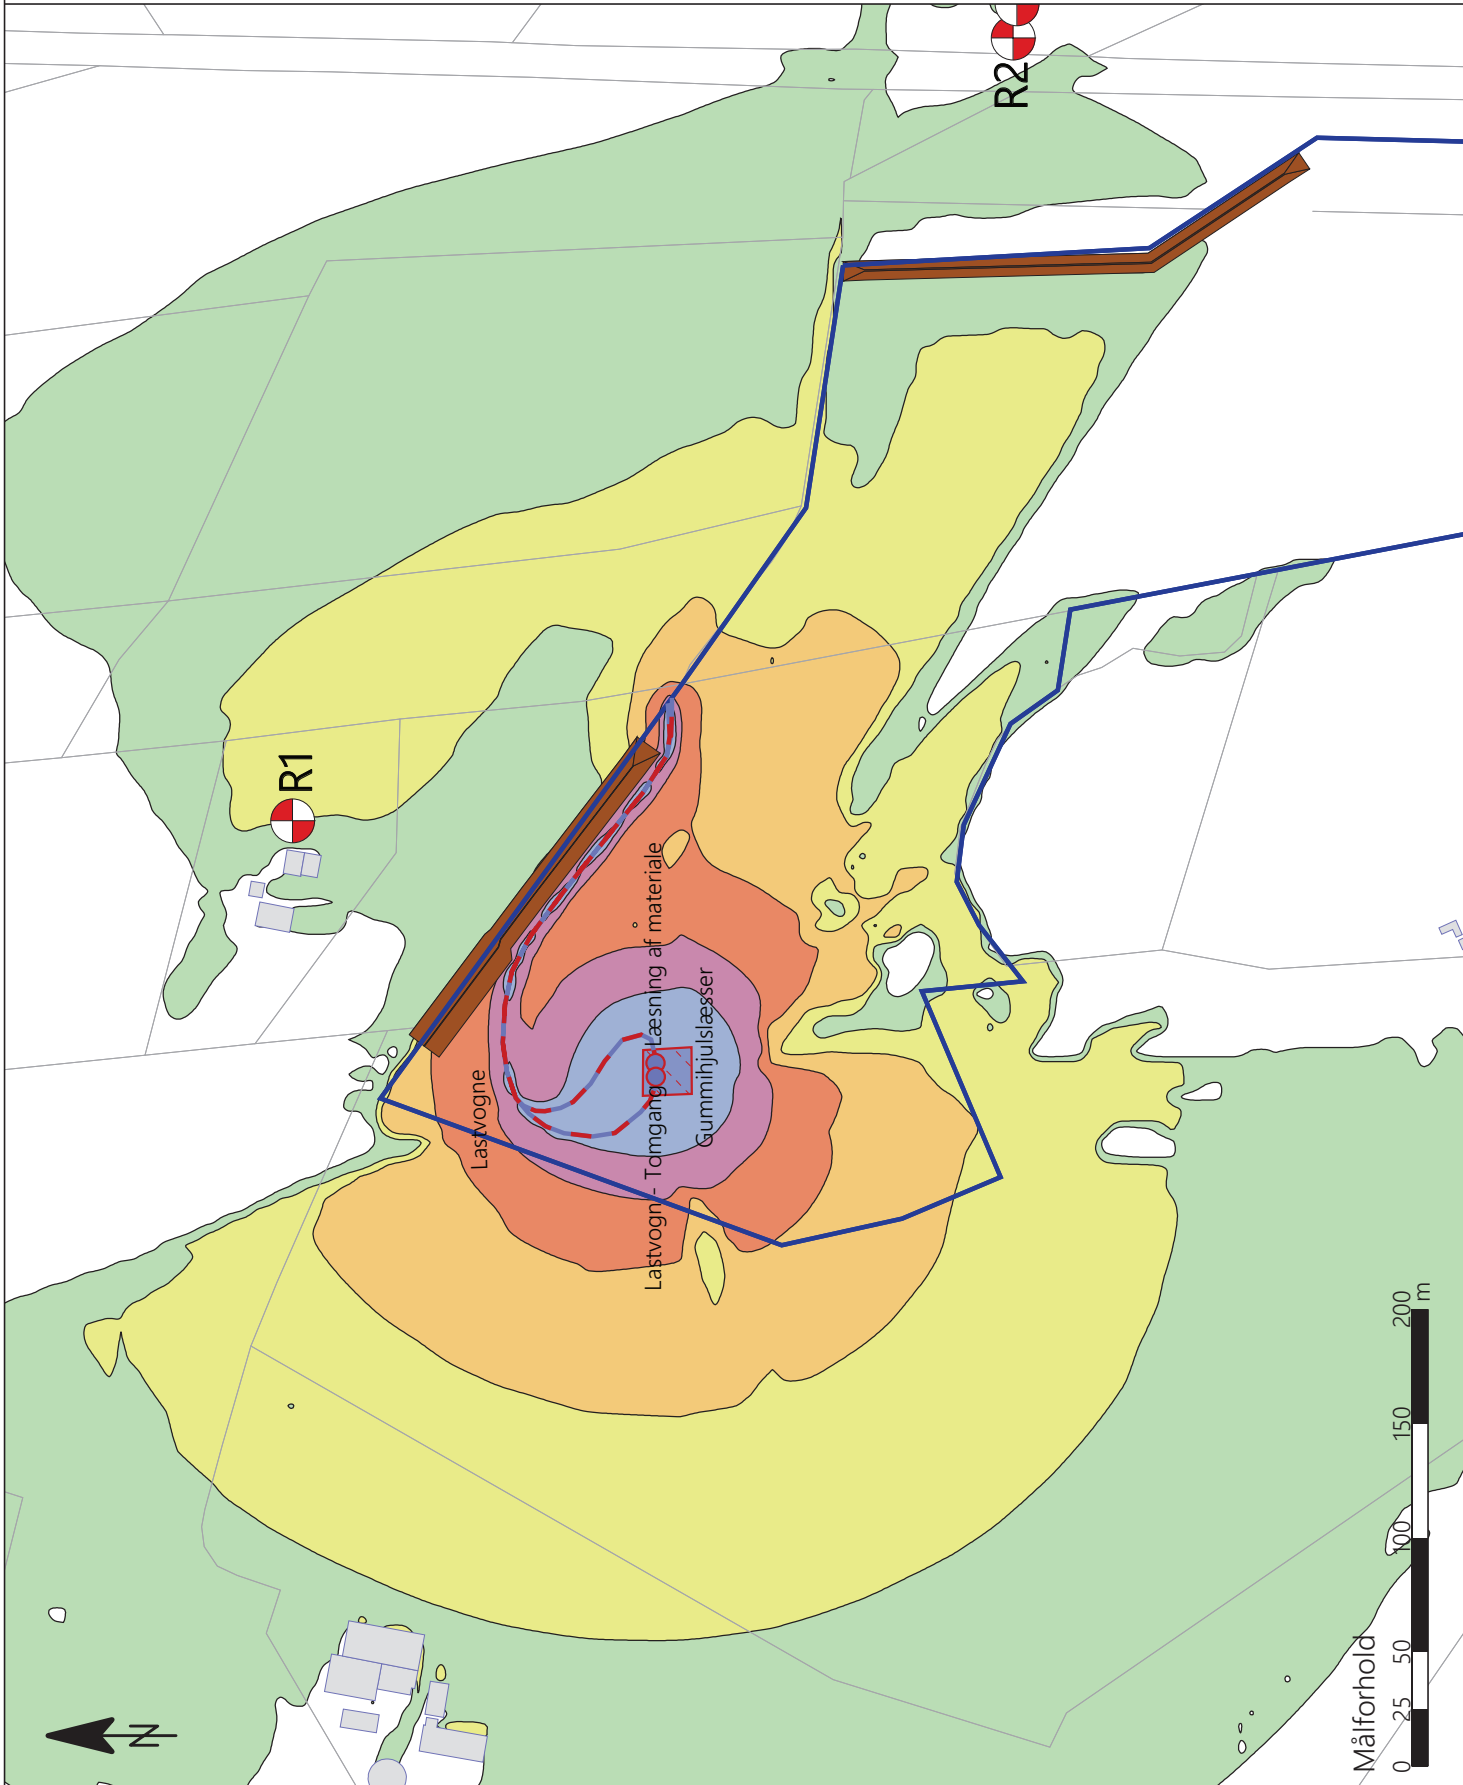 R2
R1
Læsning af materiale
Gummihjulslæsser
Lastvogne
Lastvogn - Tomgang
Målforhold
0 25 50 100 150 200
m
N